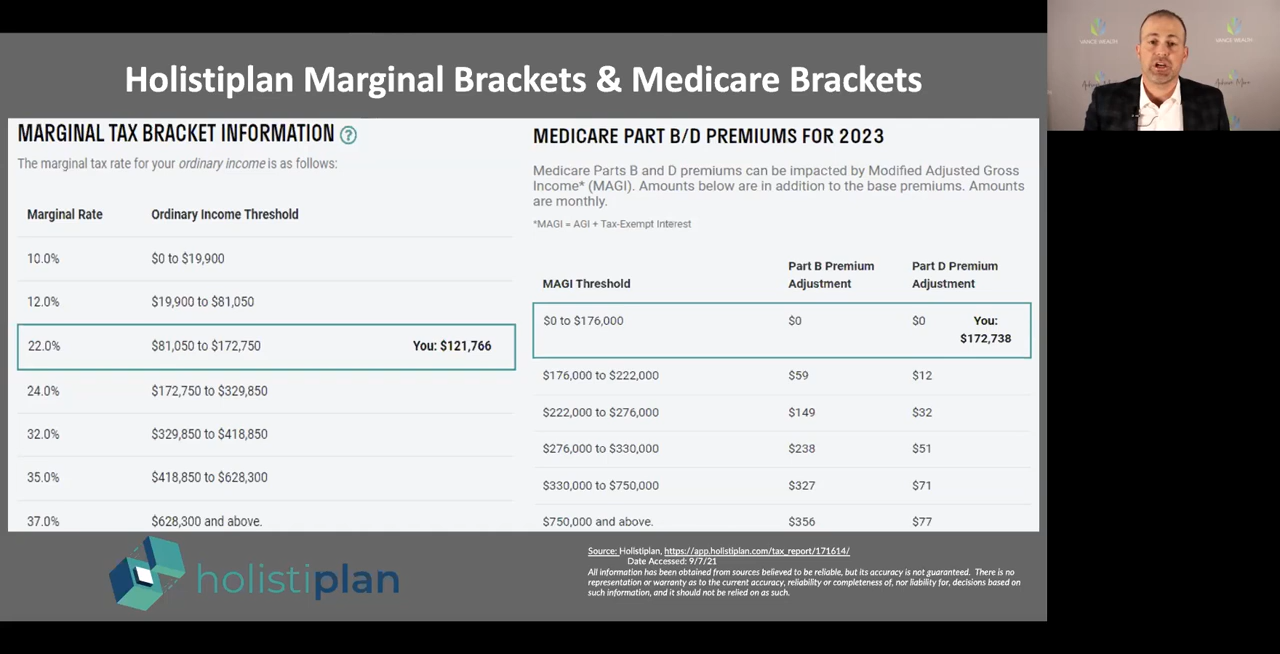 Holistiplan Marginal Brackets & Medicare Brackets
MARGINAL TAX BRACKET INFORMATION ?
The marginal tax rate for your ordinary income is as follows:
Marginal Rate Ordinary Income Threshold
10.0% $0 to $19,900
12.0% $19,900 to $81,050
22.0% $81,050 to $172,750 You: $121,766
24.0% $172,750 to $329,850
32.0% $329,850 to $418,850
35.0% $418,850 to $628,300
37.0% $628,300 and above.
MEDICARE PART B/D PREMIUMS FOR 2023
Medicare Parts B and D premiums can be impacted by Modified Adjusted Gross
Income* (MAGI). Amounts below are in addition to the base premiums. Amounts
are monthly.
*MAGI = AGI + Tax-Exempt Interest
Part B Premium Part D Premium
MAGI Threshold Adjustment Adjustment
$0 to $176,000 $0 $0 You:
$172,738
$176,000 to $222,000 $59 $12
$222,000 to $276,000 $149 $32
$276,000 to $330,000 $238 $51
$330,000 to $750,000 $327 $71
$750,000 and above. $356 $77
holistiplan
Source: Holistiplan, https://app.holistiplan.com/tax_report/171614/
Date Accessed: 9/7/21
All information has been obtained from sources believed to be reliable, but its accuracy is not guaranteed. There is no
representation or warranty as to the current accuracy, reliability or completeness of, nor liability for, decisions based on
such information, and it should not be relied on as such.
VANCE WEALTH
VANCE WEALTH